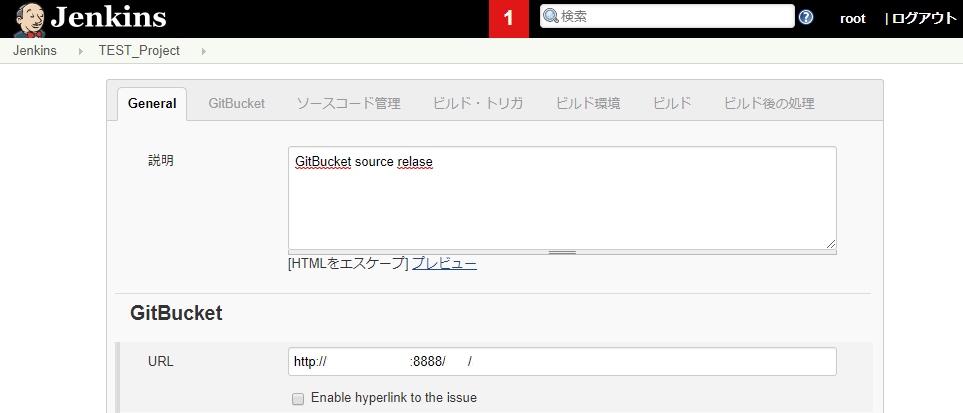 Jenkins 1 検索 root | ログアウト
Jenkins TEST_Project
General GitBucket ソースコード管理 ビルド・トリガ ビルド環境 ビルド ビルド後の処理
説明 GitBucket source relase
[HTMLをエスケープ] プレビュー
GitBucket
URL http:// :8888/ /
Enable hyperlink to the issue